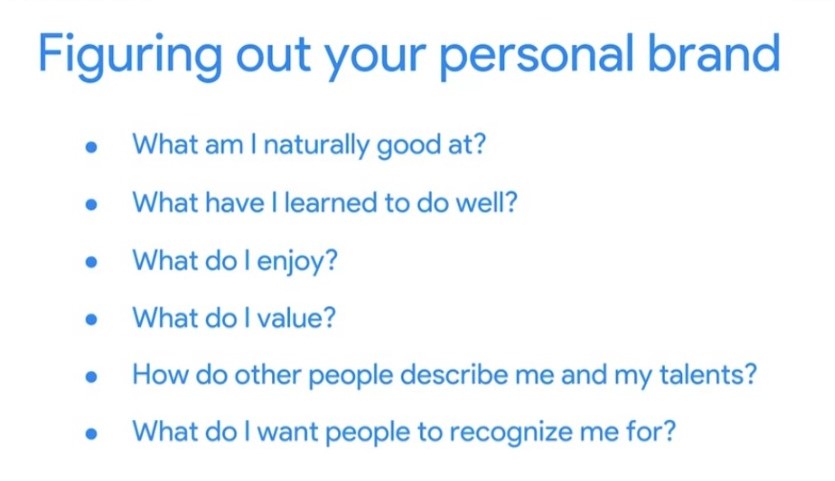 Figuring out your personal brand
● What am I naturally good at?
● What have I learned to do well?
● What do I enjoy?
● What do I value?
● How do other people describe me and my talents?
● What do I want people to recognize me for?